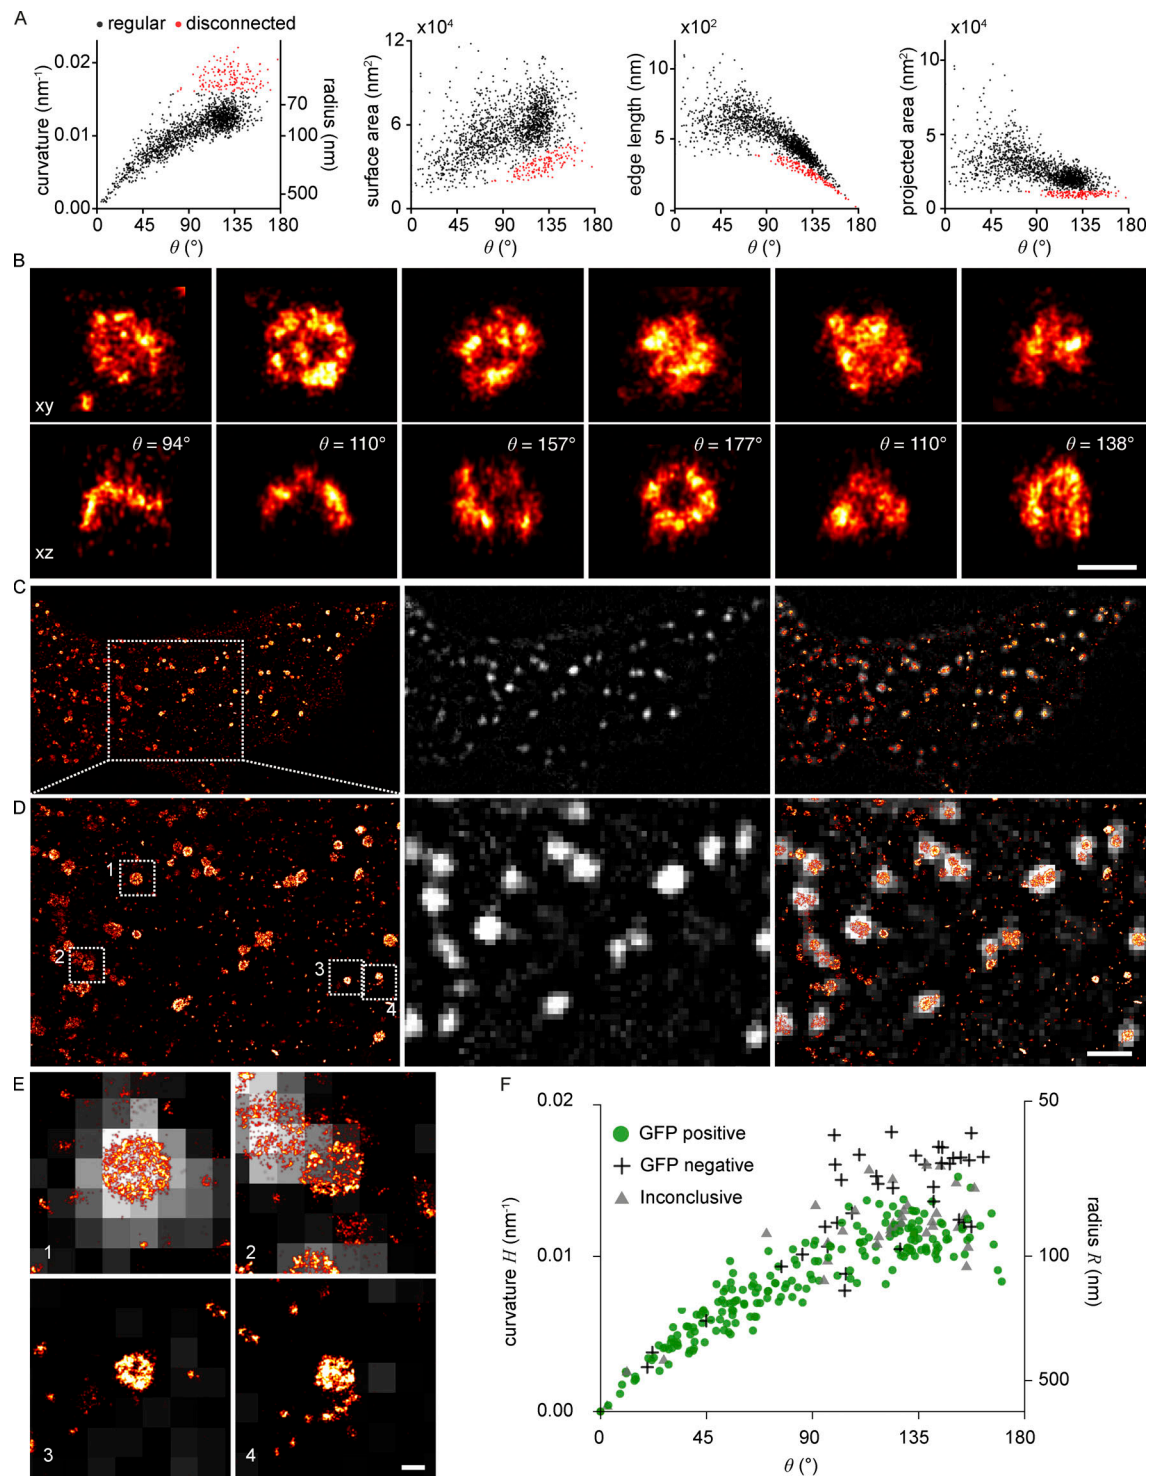 A
regular disconnected
x10⁴
x10²
x10⁴
curvature (nm⁻¹)
0.02
0.01
0.00
0 45 90 135 180
θ (°)
radius (nm)
70
100
500
surface area (nm²)
12
6
0
0 45 90 135 180
θ (°)
edge length (nm)
10
5
0
0 45 90 135 180
θ (°)
projected area (nm²)
10
5
0
0 45 90 135 180
θ (°)
B
xy
θ = 94° θ = 110° θ = 157° θ = 177° θ = 110° θ = 138°
xz
C
D
1
2
3
4
E
1
2
3
4
F
GFP positive
GFP negative
Inconclusive
curvature H (nm⁻¹)
0.02
0.01
0.00
0 45 90 135 180
θ (°)
radius R (nm)
50
100
500